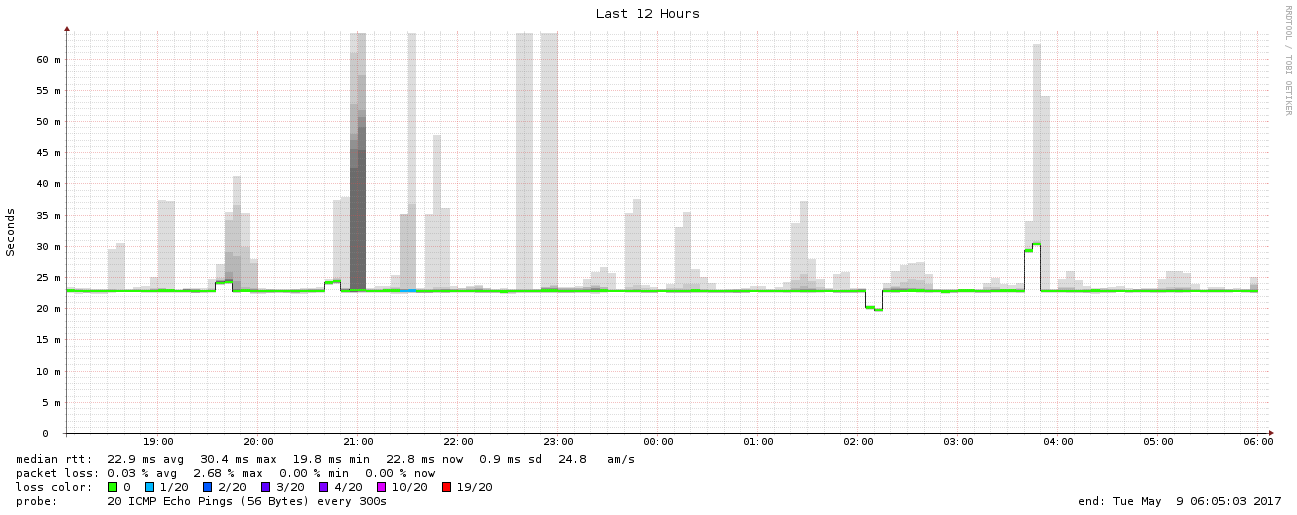 Last 12 Hours
RRDTOOL / TOBI OETIKER
Seconds
60 m
55 m
50 m
45 m
40 m
35 m
30 m
25 m
20 m
15 m
10 m
5 m
0
19:00 20:00 21:00 22:00 23:00 00:00 01:00 02:00 03:00 04:00 05:00 06:00
median rtt: 22.9 ms avg 30.4 ms max 19.8 ms min 22.8 ms now 0.9 ms sd 24.8 am/s
packet loss: 0.03 % avg 2.68 % max 0.00 % min 0.00 % now
loss color: 0 1/20 2/20 3/20 4/20 10/20 19/20
probe: 20 ICMP Echo Pings (56 Bytes) every 300s end: Tue May 9 06:05:03 2017